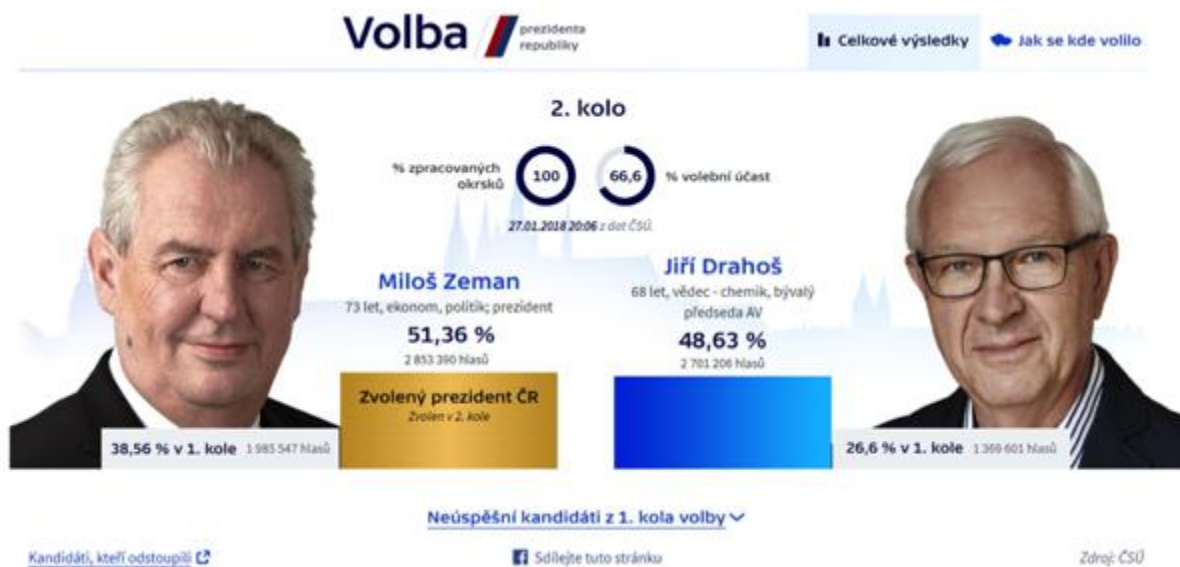 Volba
prezidenta
republiky
Celkové výsledky
Jak se kde volilo
2. kolo
% zpracovaných
okrsků
100
66,6
% volební účast
27.01.2018 20:06 z dat ČSÚ
Miloš Zeman
73 let, ekonom, politik; prezident
51,36 %
2 853 390 hlasů
Zvolený prezident ČR
Zvolen v 2. kole
38,56 % v 1. kole 1 985 547 hlasů
Jiří Drahoš
68 let, vědec - chemik, bývalý
předseda AV
48,63 %
2 701 206 hlasů
26,6 % v 1. kole 1 369 601 hlasů
Neúspěšní kandidáti z 1. kola volby
Kandidáti, kteří odstoupili
Sdílejte tuto stránku
Zdroj: ČSÚ